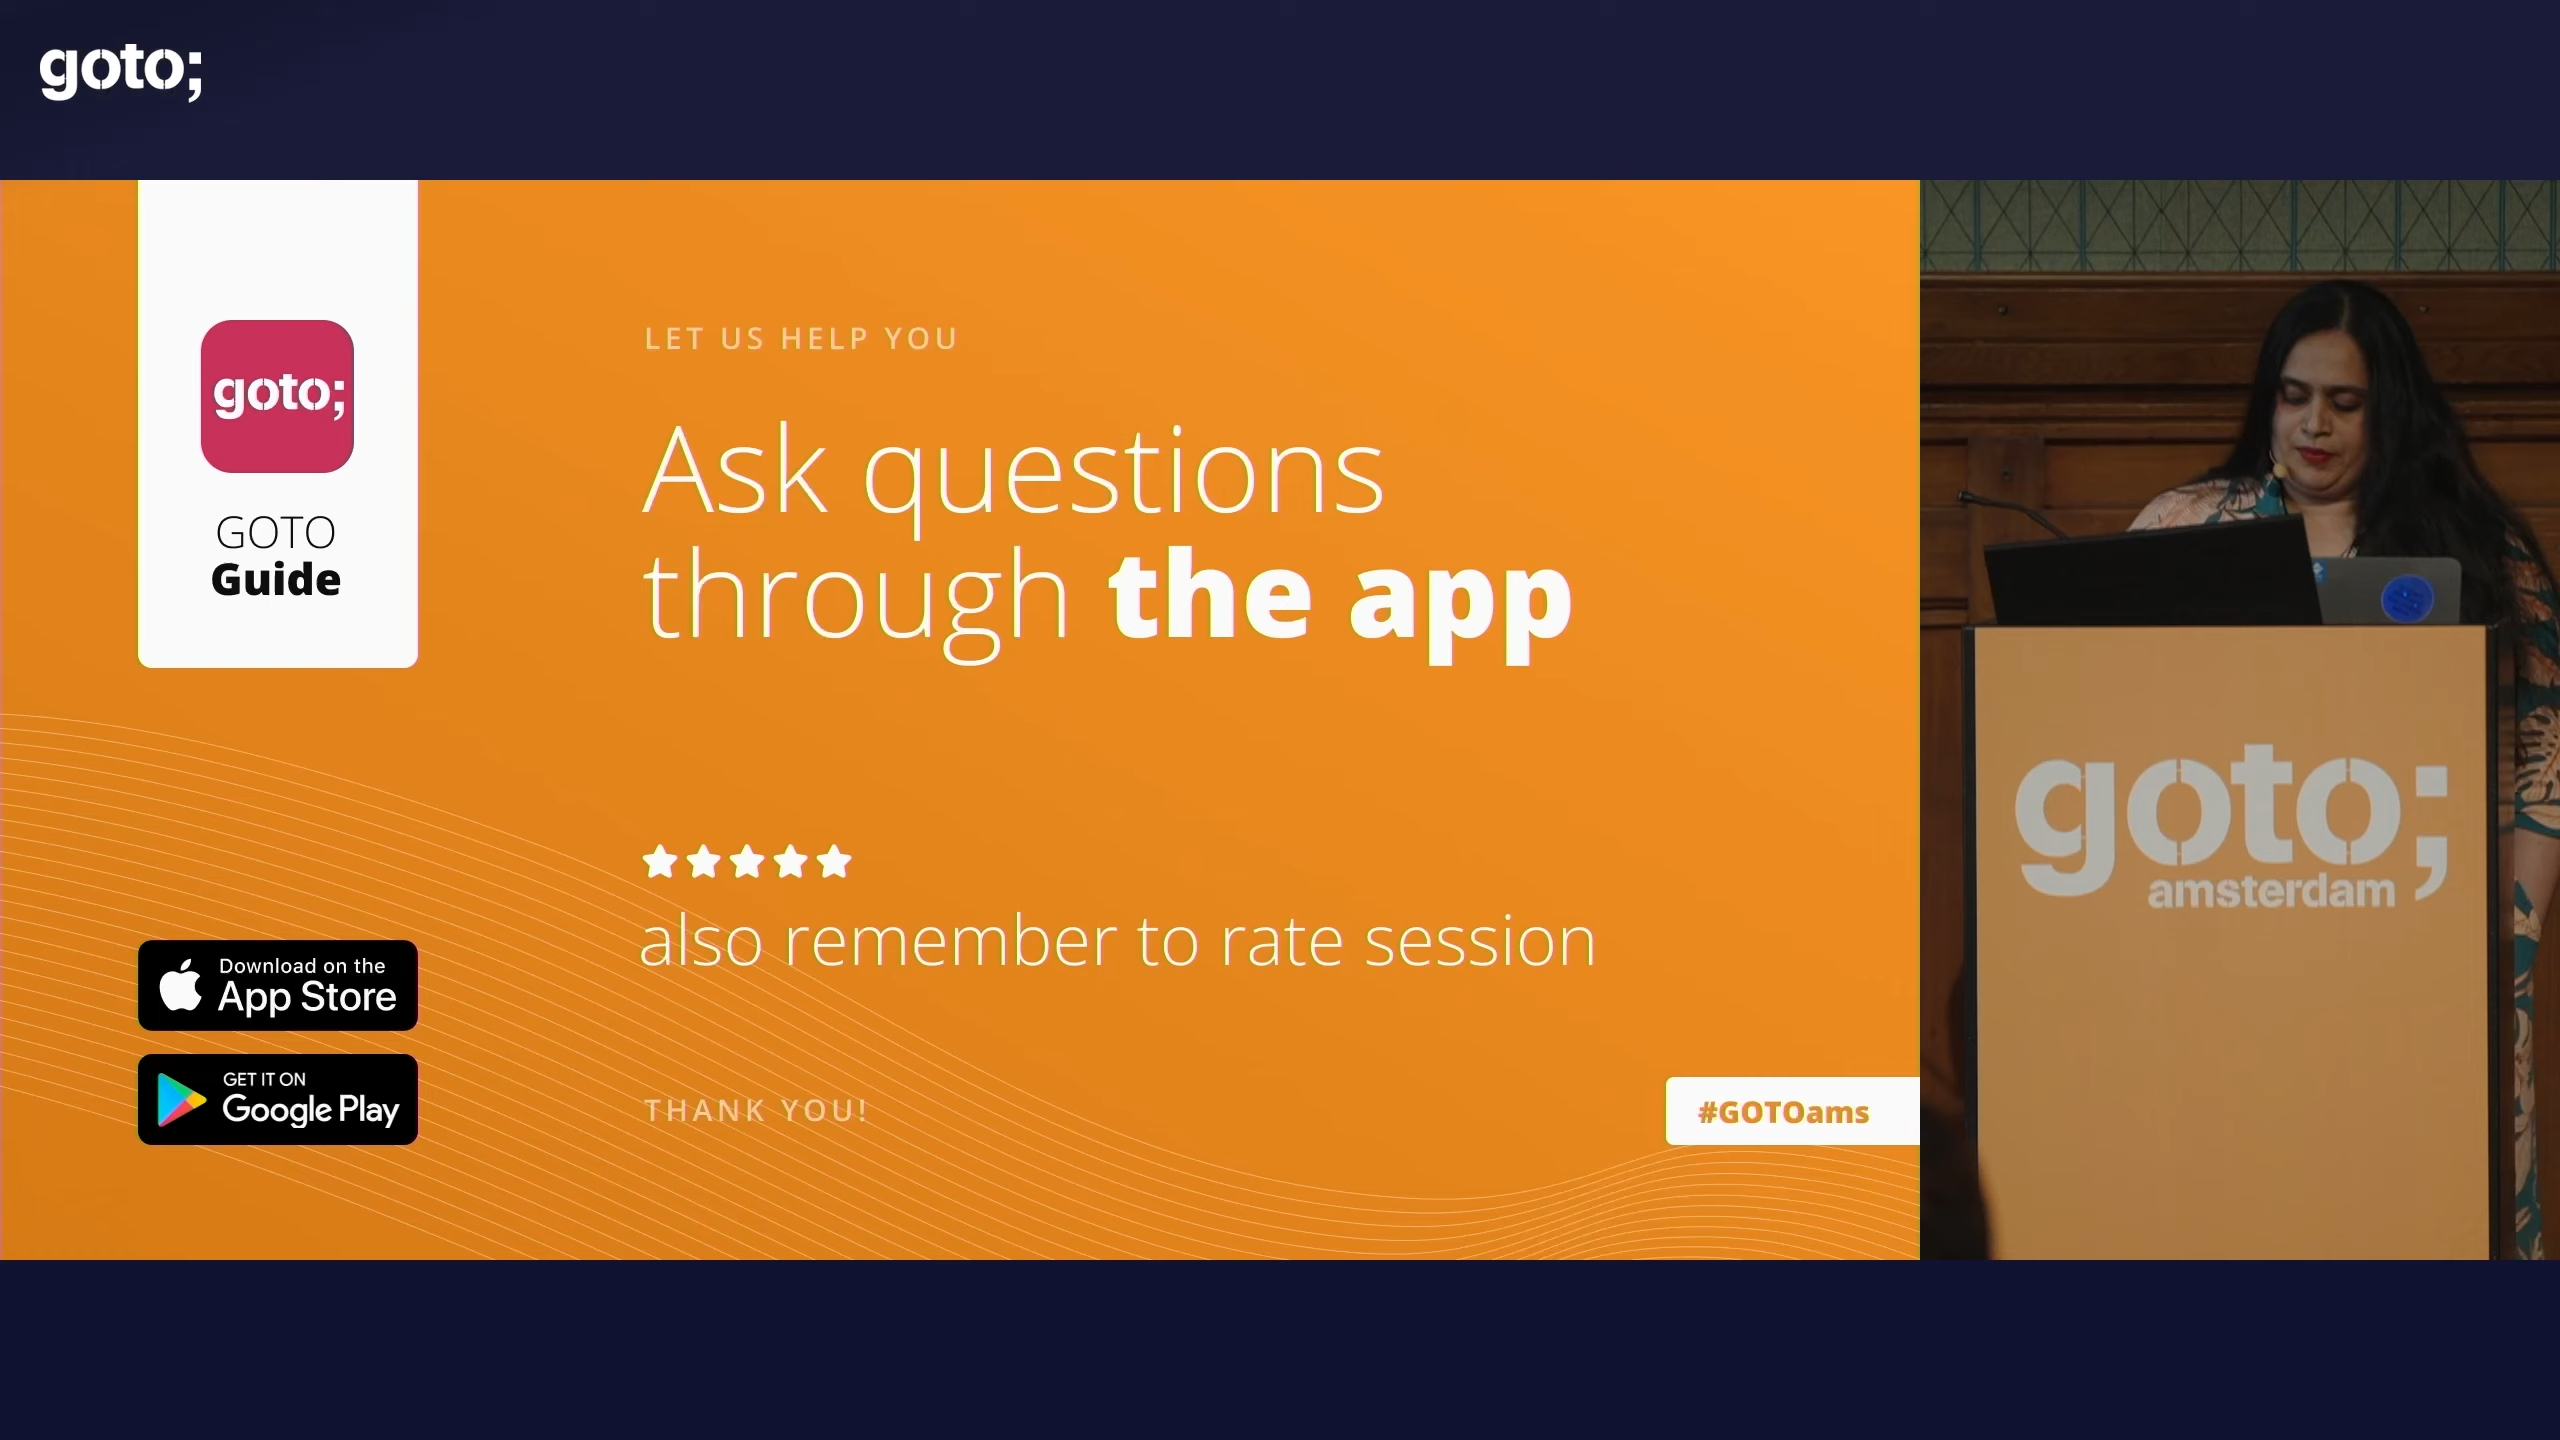 goto;
goto;
GOTO
Guide
LET US HELP YOU
Ask questions
through the app
also remember to rate session
Download on the
App Store
GET IT ON
Google Play
THANK YOU!
#GOTOams
goto;
amsterdam